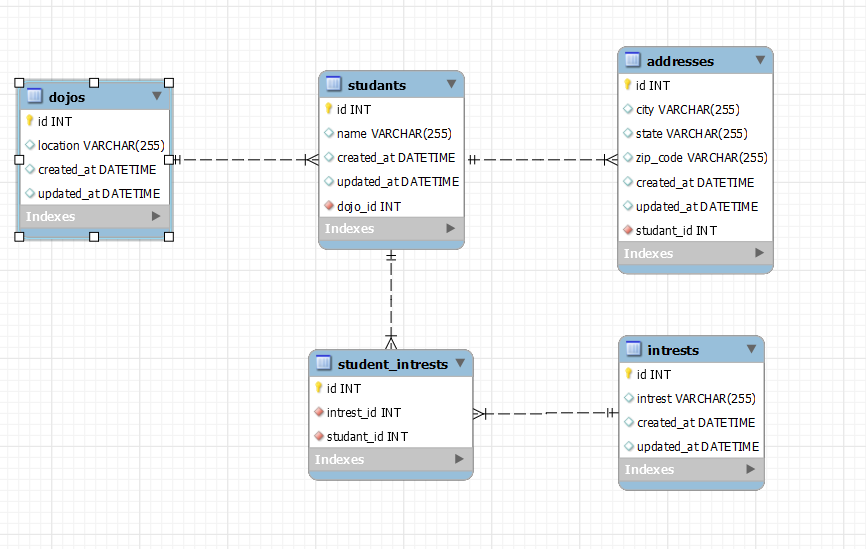 dojos
id INT
location VARCHAR(255)
created_at DATETIME
updated_at DATETIME
Indexes
studants
id INT
name VARCHAR(255)
created_at DATETIME
updated_at DATETIME
dojo_id INT
Indexes
addresses
id INT
city VARCHAR(255)
state VARCHAR(255)
zip_code VARCHAR(255)
created_at DATETIME
updated_at DATETIME
studant_id INT
Indexes
student_intrests
id INT
intrest_id INT
studant_id INT
Indexes
intrests
id INT
intrest VARCHAR(255)
created_at DATETIME
updated_at DATETIME
Indexes